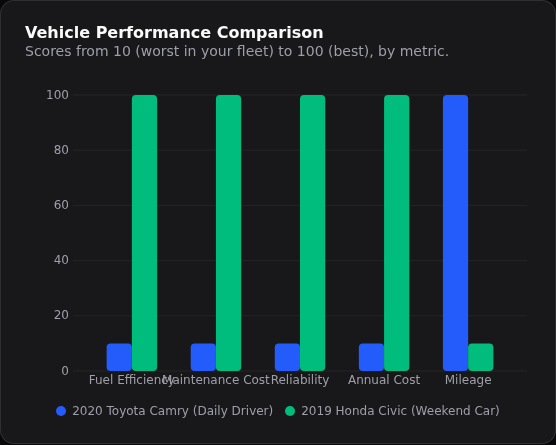 Vehicle Performance Comparison
Scores from 10 (worst in your fleet) to 100 (best), by metric.
100
80
60
40
20
0
Fuel Efficiency Maintenance Cost Reliability Annual Cost Mileage
2020 Toyota Camry (Daily Driver) 2019 Honda Civic (Weekend Car)